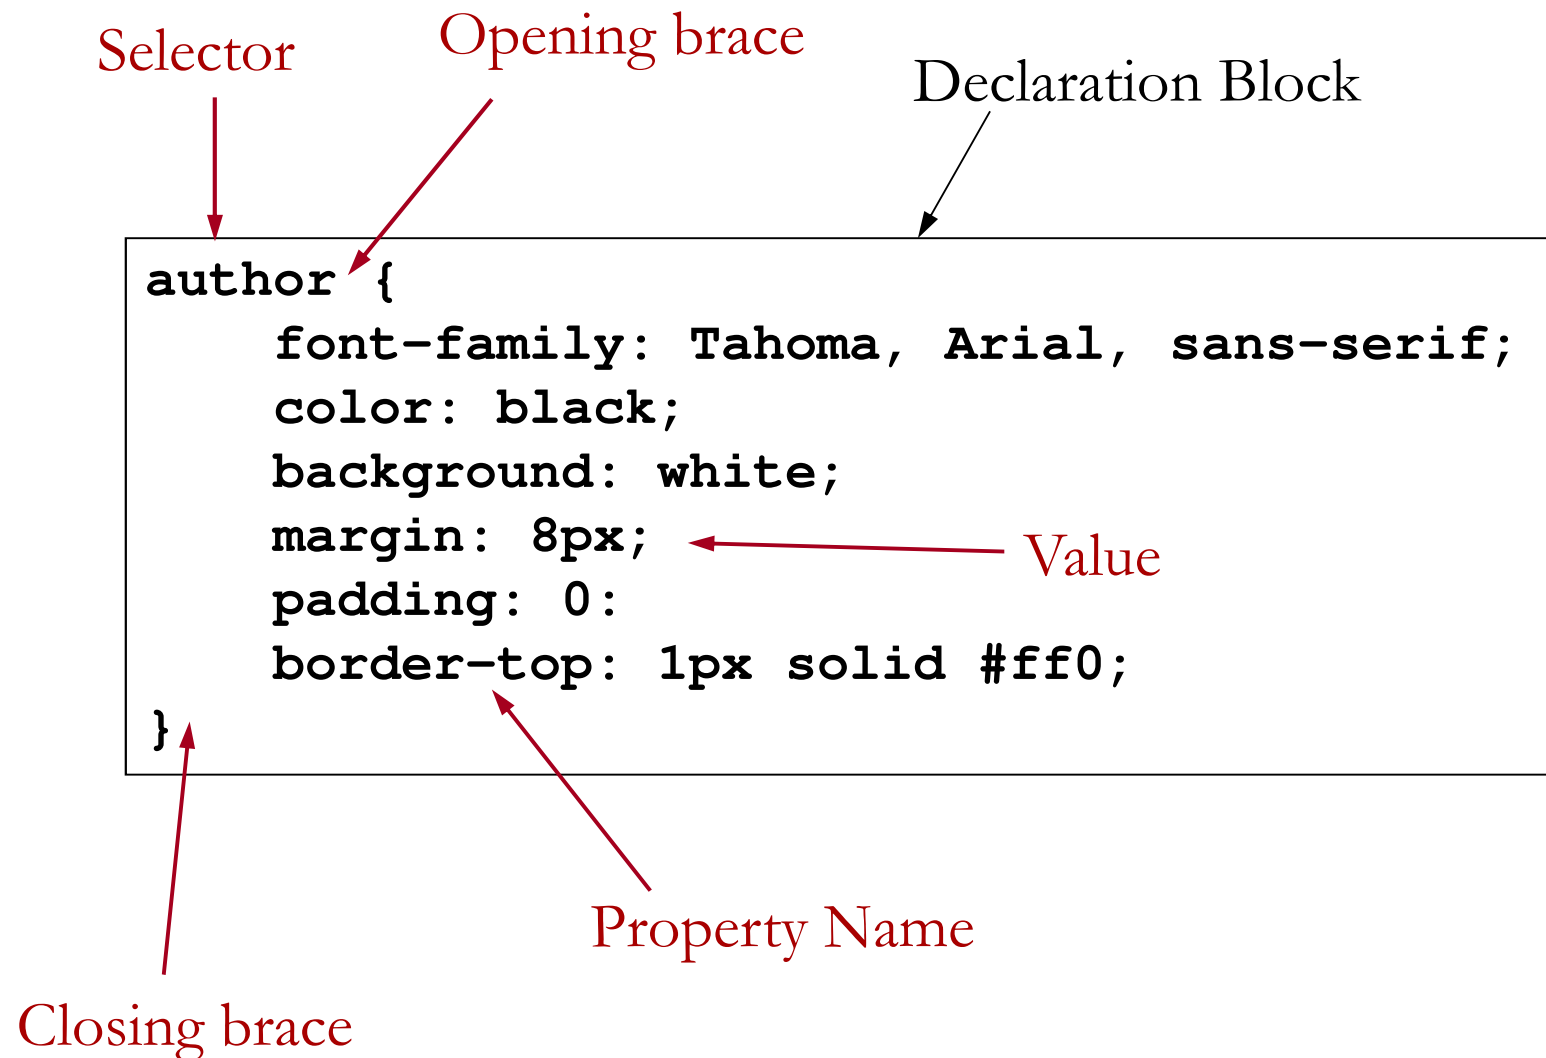 Selector
Opening brace
Declaration Block
author {
font-family: Tahoma, Arial, sans-serif;
color: black;
background: white;
margin: 8px;
Value
padding: 0:
border-top: 1px solid #ff0;
}
Property Name
Closing brace